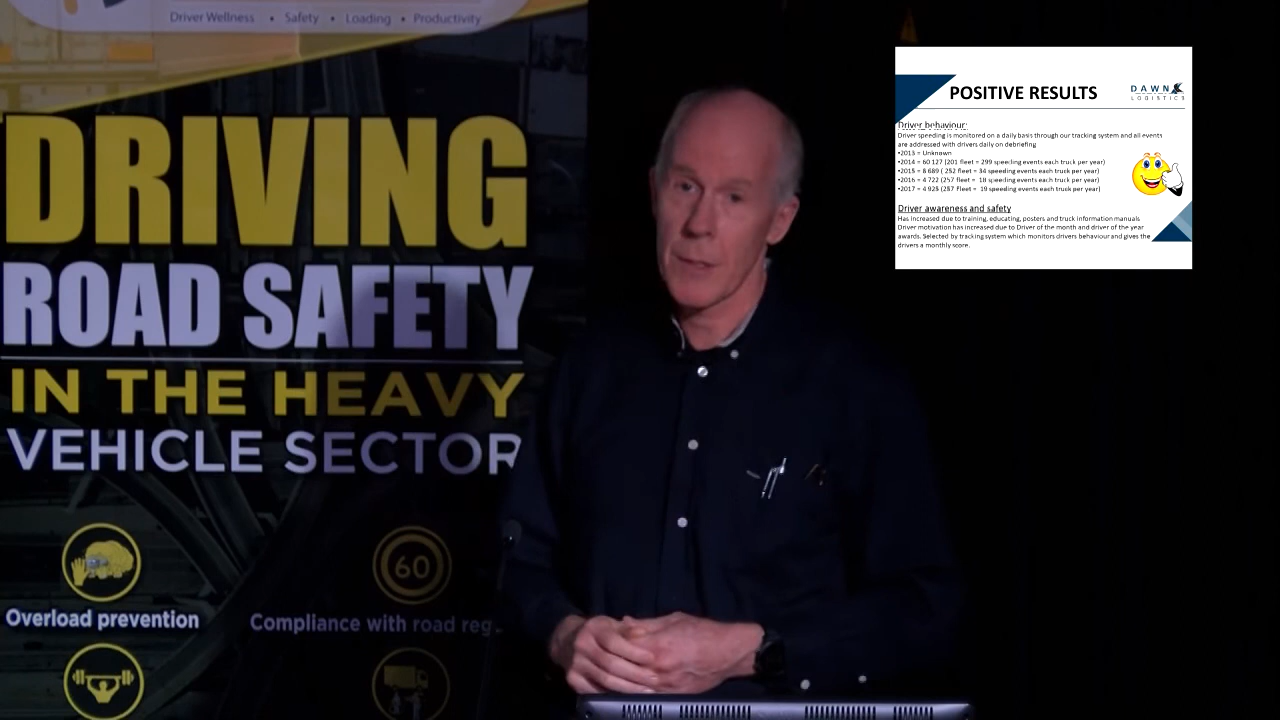 Driver Wellness • Safety • Loading • Productivity
DRIVING
ROAD SAFETY
IN THE HEAVY
VEHICLE SECTOR
60
Overload prevention
Compliance with road reg
POSITIVE RESULTS
DAWN
LOGISTICS
Driver behaviour:
Driver speeding is monitored on a daily basis through our tracking system and all events
are addressed with drivers daily on debriefing
•2013 = Unknown
•2014 = 60 127 (201 fleet = 299 speeding events each truck per year)
•2015 = 8 689 ( 252 fleet = 34 speeding events each truck per year)
•2016 = 4 722 (257 fleet = 18 speeding events each truck per year)
•2017 = 4 925 (257 Fleet = 19 speeding events each truck per year)
Driver awareness and safety
Has increased due to training, educating, posters and truck information manuals
Driver motivation has increased due to Driver of the month and driver of the year
awards. Selected by tracking system which monitors drivers behaviour and gives the
drivers a monthly score.